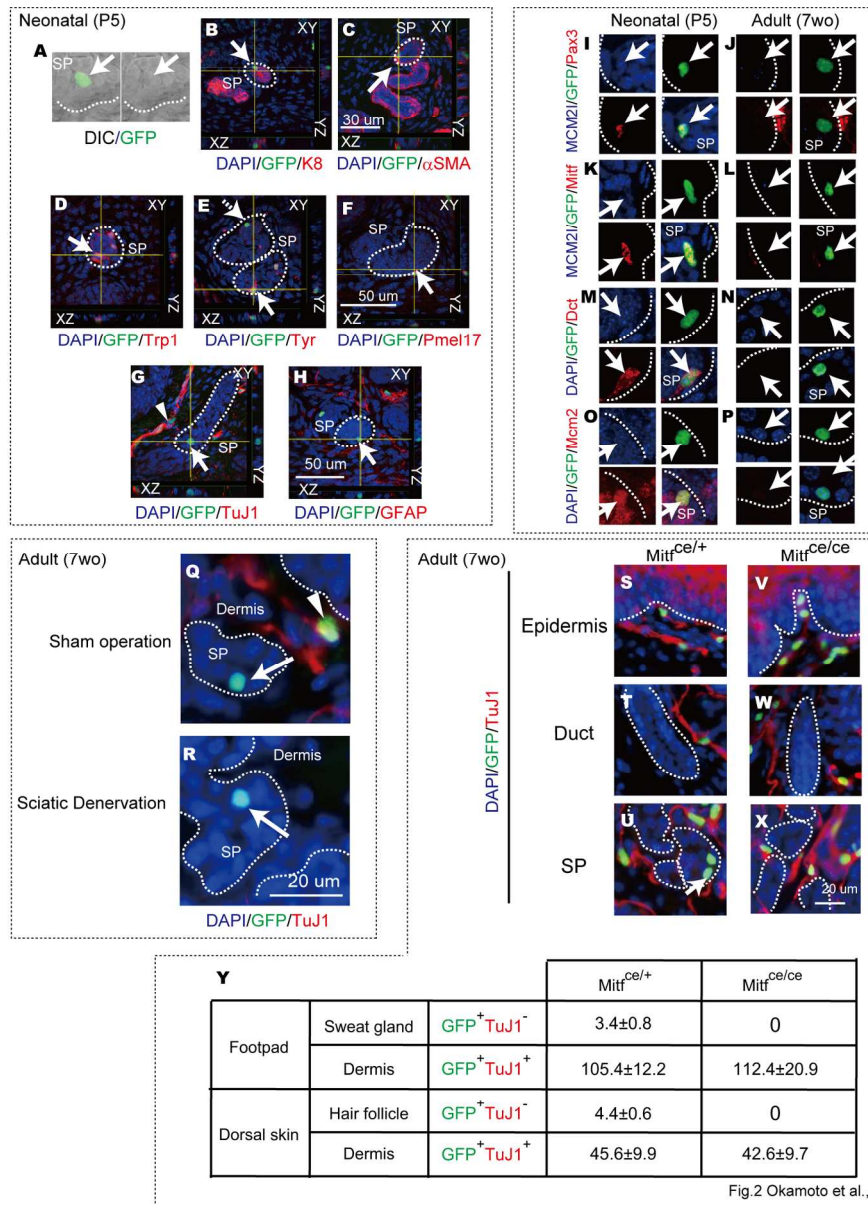 Neonatal (P5)
A
SP
DIC/GFP
B
XY
SP
XZ
YZ
DAPI/GFP/K8
C
SP
XY
30 um
XZ
YZ
DAPI/GFP/αSMA
D
XY
SP
XZ
YZ
DAPI/GFP/Trp1
E
XY
SP
XZ
YZ
DAPI/GFP/Tyr
F
XY
SP
50 um
XZ
YZ
DAPI/GFP/Pmel17
G
XY
SP
XZ
YZ
DAPI/GFP/TuJ1
H
XY
SP
50 um
XZ
YZ
DAPI/GFP/GFAP
Neonatal (P5) Adult (7wo)
MCM2I/GFP/Pax3
I
SP
J
SP
MCM2I/GFP/Mitf
K
SP
L
SP
DAPI/GFP/Dct
M
SP
N
SP
DAPI/GFP/Mcm2
O
SP
P
SP
Adult (7wo)
Sham operation
Q
Dermis
SP
Sciatic Denervation
R
Dermis
SP
20 um
DAPI/GFP/TuJ1
Adult (7wo)
Mitf^ce/+ Mitf^ce/ce
DAPI/GFP/TuJ1
Epidermis
S V
Duct
T W
SP
U X
20 um
Y
Mitf^ce/+ Mitf^ce/ce
Footpad Sweat gland GFP⁺TuJ1⁻ 3.4±0.8 0
Dermis GFP⁺TuJ1⁺ 105.4±12.2 112.4±20.9
Dorsal skin Hair follicle GFP⁺TuJ1⁻ 4.4±0.6 0
Dermis GFP⁺TuJ1⁺ 45.6±9.9 42.6±9.7
Fig.2 Okamoto et al.,